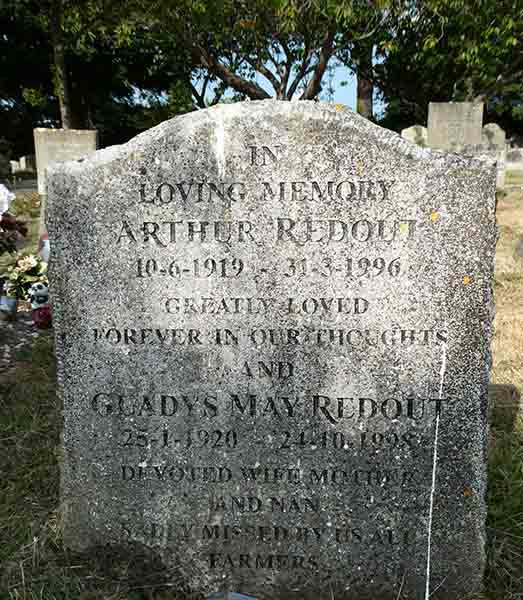 IN
LOVING MEMORY
ARTHUR REDOUT
10-6-1919 - 31-3-1996
GREATLY LOVED
FOREVER IN OUR THOUGHTS
AND
GLADYS MAY REDOUT
25-1-1920 - 24-10-1998
DEVOTED WIFE MOTHER
AND NAN
SADLY MISSED BY US ALL
FARMERS